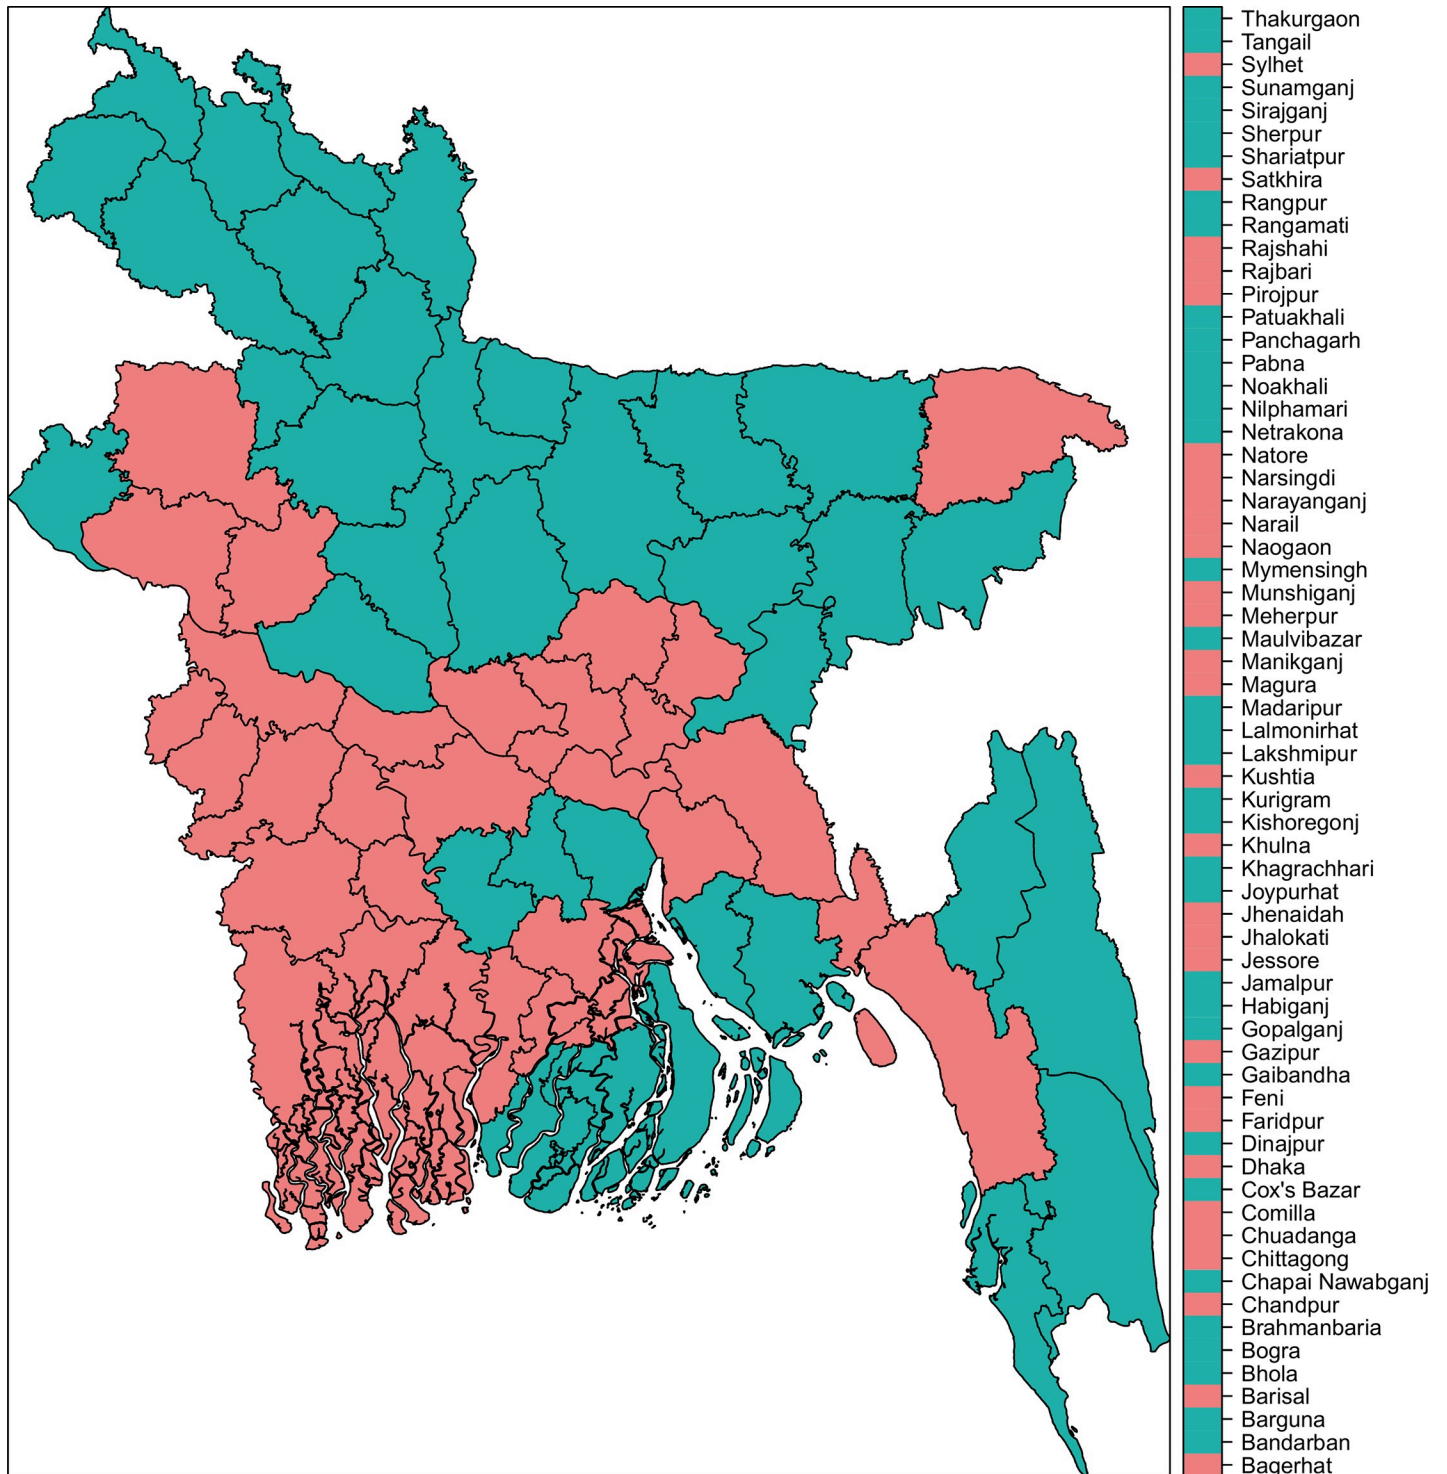 Thakurgaon
Tangail
Sylhet
Sunamganj
Sirajganj
Sherpur
Shariatpur
Satkhira
Rangpur
Rangamati
Rajshahi
Rajbari
Pirojpur
Patuakhali
Panchagarh
Pabna
Noakhali
Nilphamari
Netrakona
Natore
Narsingdi
Narayanganj
Narail
Naogaon
Mymensingh
Munshiganj
Meherpur
Maulvibazar
Manikganj
Magura
Madaripur
Lalmonirhat
Lakshmipur
Kushtia
Kurigram
Kishoregonj
Khulna
Khagrachhari
Joypurhat
Jhenaidah
Jhalokati
Jessore
Jamalpur
Habiganj
Gopalganj
Gazipur
Gaibandha
Feni
Faridpur
Dinajpur
Dhaka
Cox's Bazar
Comilla
Chuadanga
Chittagong
Chapai Nawabganj
Chandpur
Brahmanbaria
Bogra
Bhola
Barisal
Barguna
Bandarban
Bagerhat